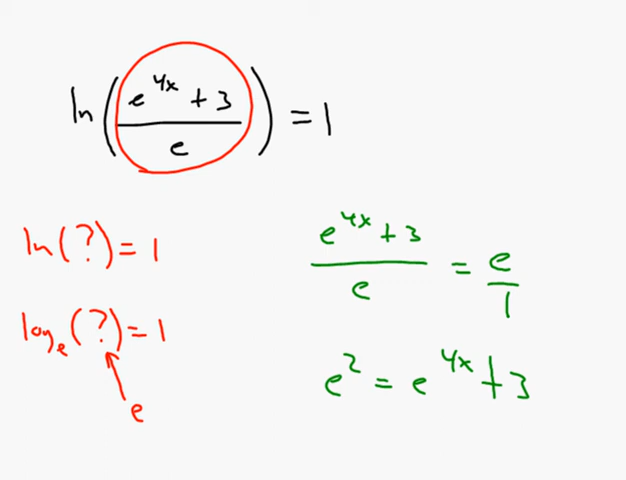 ln((e^{4x} + 3)/e) = 1
ln(?) = 1
log_e(?) = 1
e
(e^{4x} + 3)/e = e/1
e^2 = e^{4x} + 3